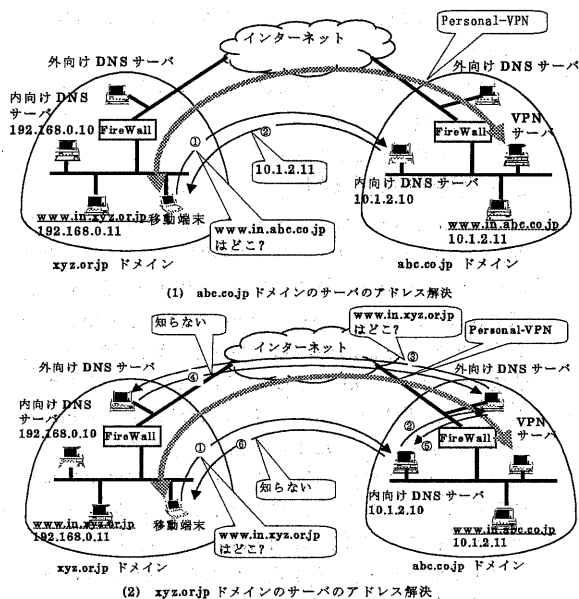 Personal-VPN
インターネット
外向け DNS サーバ
外向け DNS サーバ
内向け DNS
サーバ
192.168.0.10
FireWall
①
②
10.1.2.11
FireWall
VPN
サーバ
内向け DNS サーバ
10.1.2.10
www.in.xyz.or.jp
192.168.0.11
移動端末
www.in.abc.co.jp
はどこ?
www.in.abc.co.jp
10.1.2.11
xyz.or.jp ドメイン
abc.co.jp ドメイン
(1) abc.co.jp ドメインのサーバのアドレス解決
知らない
www.in.xyz.or.jp
はどこ?
Personal-VPN
インターネット
③
外向け DNS サーバ
④
外向け DNS サーバ
内向け DNS
サーバ
192.168.0.10
FireWall
①
⑥
知らない
②
⑤
FireWall
VPN
サーバ
内向け DNS サーバ
10.1.2.10
www.in.xyz.or.jp
192.168.0.11
移動端末
www.in.xyz.or.jp
はどこ?
www.in.abc.co.jp
10.1.2.11
xyz.or.jp ドメイン
abc.co.jp ドメイン
(2) xyz.or.jp ドメインのサーバのアドレス解決